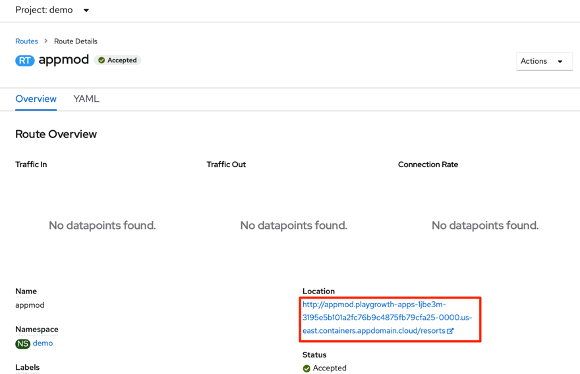 Project: demo
Routes > Route Details
RT appmod Accepted
Actions
Overview YAML
Route Overview
Traffic In Traffic Out Connection Rate
No datapoints found. No datapoints found. No datapoints found.
Name
appmod
Namespace
NS demo
Labels
Location
http://appmod.playgrowth-apps-1jbe3m-
3195e5b101a2fc76b9c4875fb79cfa25-0000.us-
east.containers.appdomain.cloud/resorts
Status
Accepted